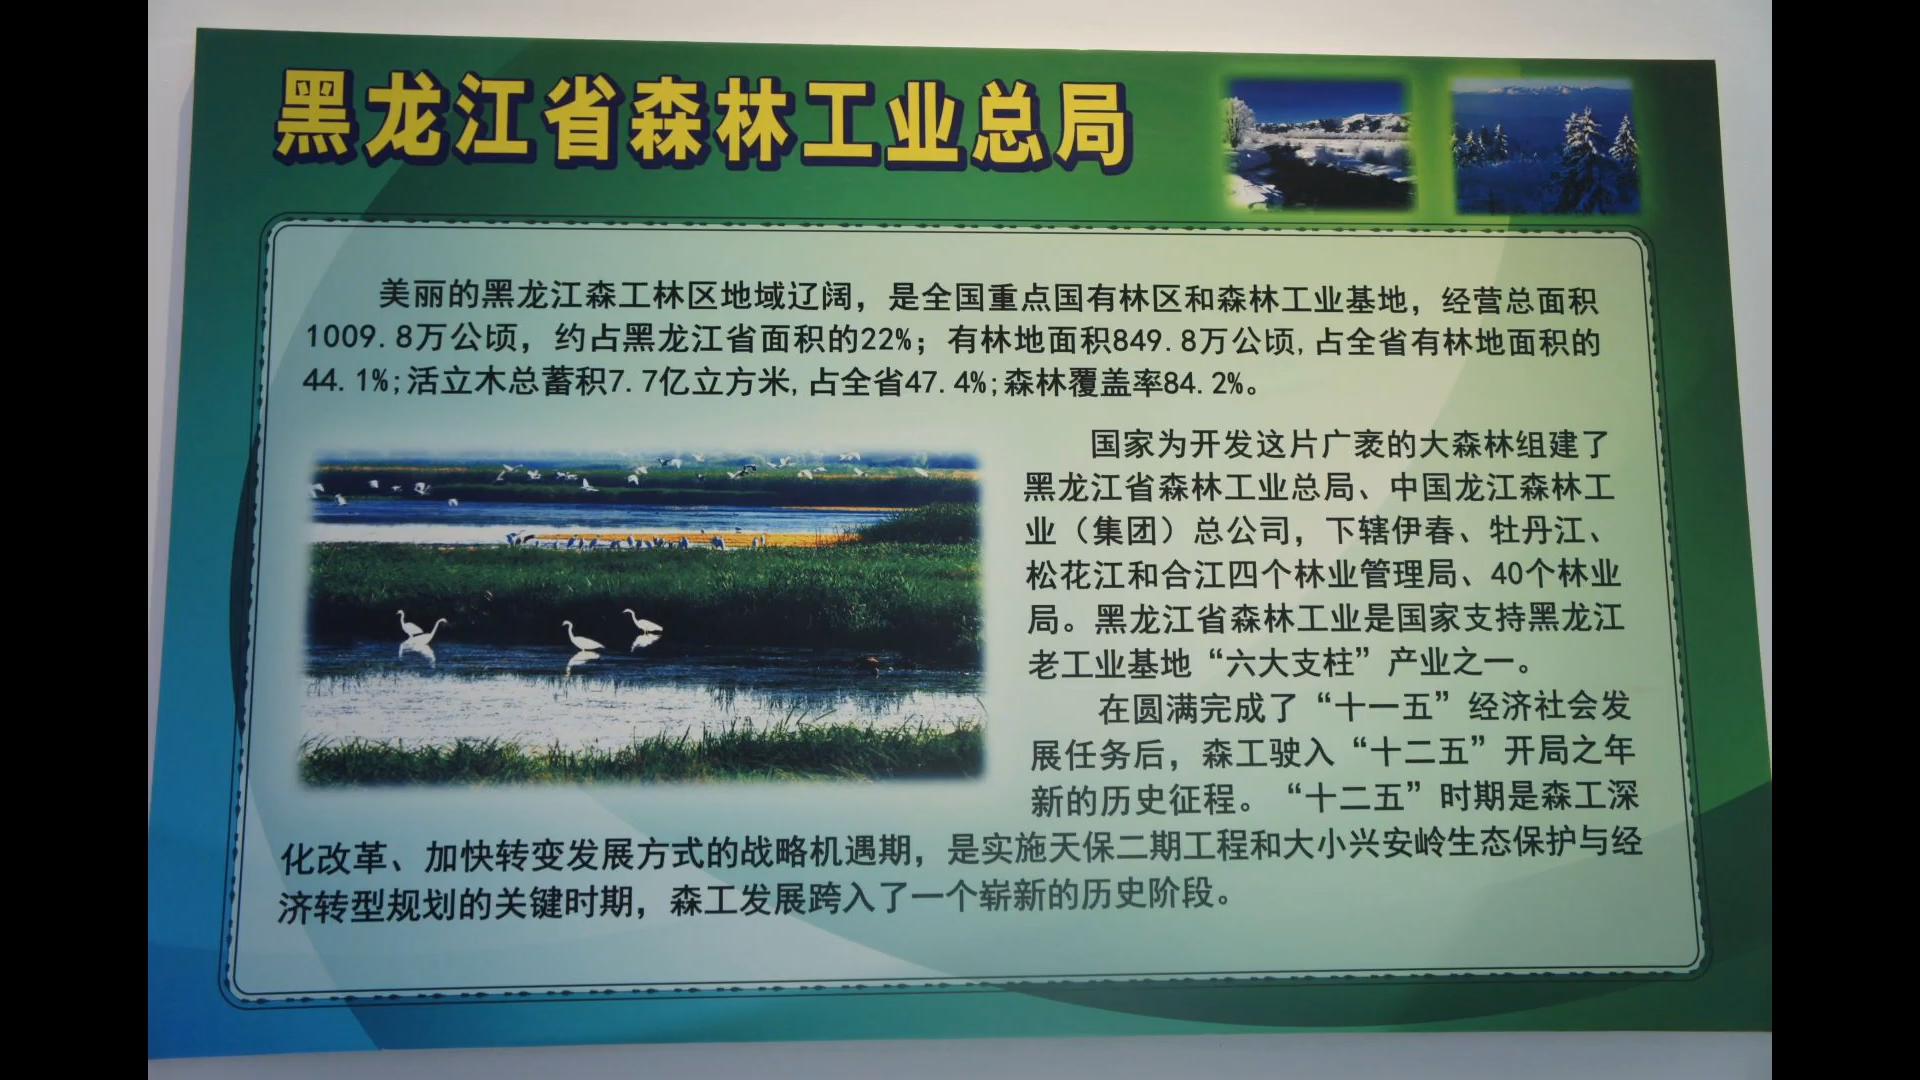 黑龙江省森林工业总局
美丽的黑龙江森工林区地域辽阔，是全国重点国有林区和森林工业基地，经营总面积
1009.8万公顷，约占黑龙江省面积的22%；有林地面积849.8万公顷,占全省有林地面积的
44.1%;活立木总蓄积7.7亿立方米,占全省47.4%;森林覆盖率84.2%。
国家为开发这片广袤的大森林组建了
黑龙江省森林工业总局、中国龙江森林工
业（集团）总公司，下辖伊春、牡丹江、
松花江和合江四个林业管理局、40个林业
局。黑龙江省森林工业是国家支持黑龙江
老工业基地“六大支柱”产业之一。
在圆满完成了“十一五”经济社会发
展任务后，森工驶入“十二五”开局之年
新的历史征程。“十二五”时期是森工深
化改革、加快转变发展方式的战略机遇期，是实施天保二期工程和大小兴安岭生态保护与经
济转型规划的关键时期，森工发展跨入了一个崭新的历史阶段。